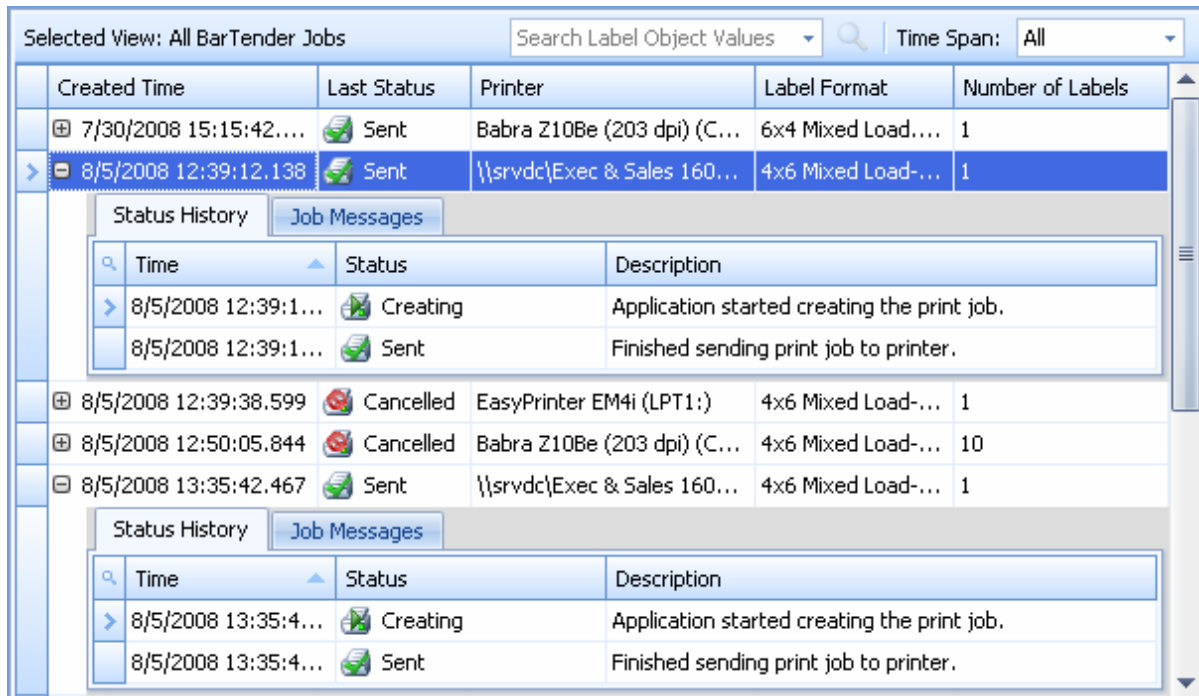 Selected View: All BarTender Jobs Search Label Object Values Time Span: All
Created Time Last Status Printer Label Format Number of Labels
7/30/2008 15:15:42.... Sent Babra Z10Be (203 dpi) (C... 6x4 Mixed Load.... 1
8/5/2008 12:39:12.138 Sent \\srvdc\Exec & Sales 160... 4x6 Mixed Load-... 1
Status History Job Messages
Time Status Description
8/5/2008 12:39:1... Creating Application started creating the print job.
8/5/2008 12:39:1... Sent Finished sending print job to printer.
8/5/2008 12:39:38.599 Cancelled EasyPrinter EM4i (LPT1:) 4x6 Mixed Load-... 1
8/5/2008 12:50:05.844 Cancelled Babra Z10Be (203 dpi) (C... 4x6 Mixed Load-... 10
8/5/2008 13:35:42.467 Sent \\srvdc\Exec & Sales 160... 4x6 Mixed Load-... 1
Status History Job Messages
Time Status Description
8/5/2008 13:35:4... Creating Application started creating the print job.
8/5/2008 13:35:4... Sent Finished sending print job to printer.